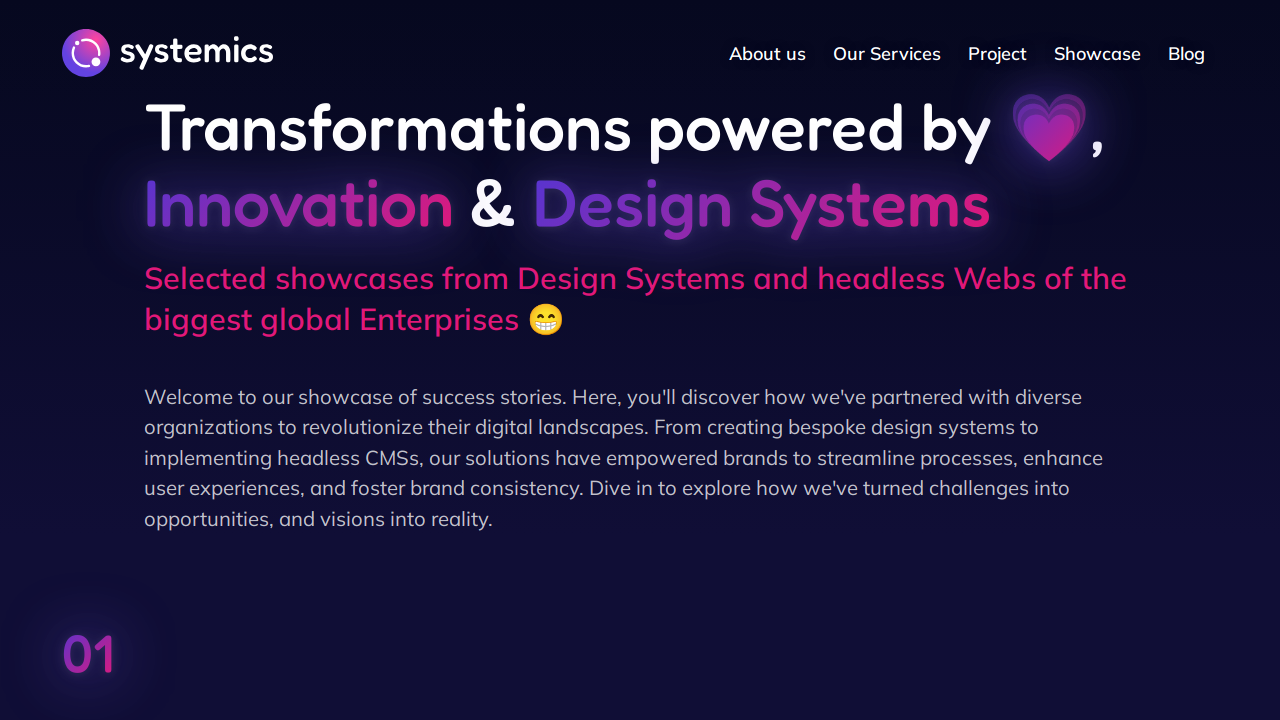 systemics
About us Our Services Project Showcase Blog
Transformations powered by 💗,
Innovation & Design Systems
Selected showcases from Design Systems and headless Webs of the
biggest global Enterprises 😁
Welcome to our showcase of success stories. Here, you'll discover how we've partnered with diverse
organizations to revolutionize their digital landscapes. From creating bespoke design systems to
implementing headless CMSs, our solutions have empowered brands to streamline processes, enhance
user experiences, and foster brand consistency. Dive in to explore how we've turned challenges into
opportunities, and visions into reality.
01